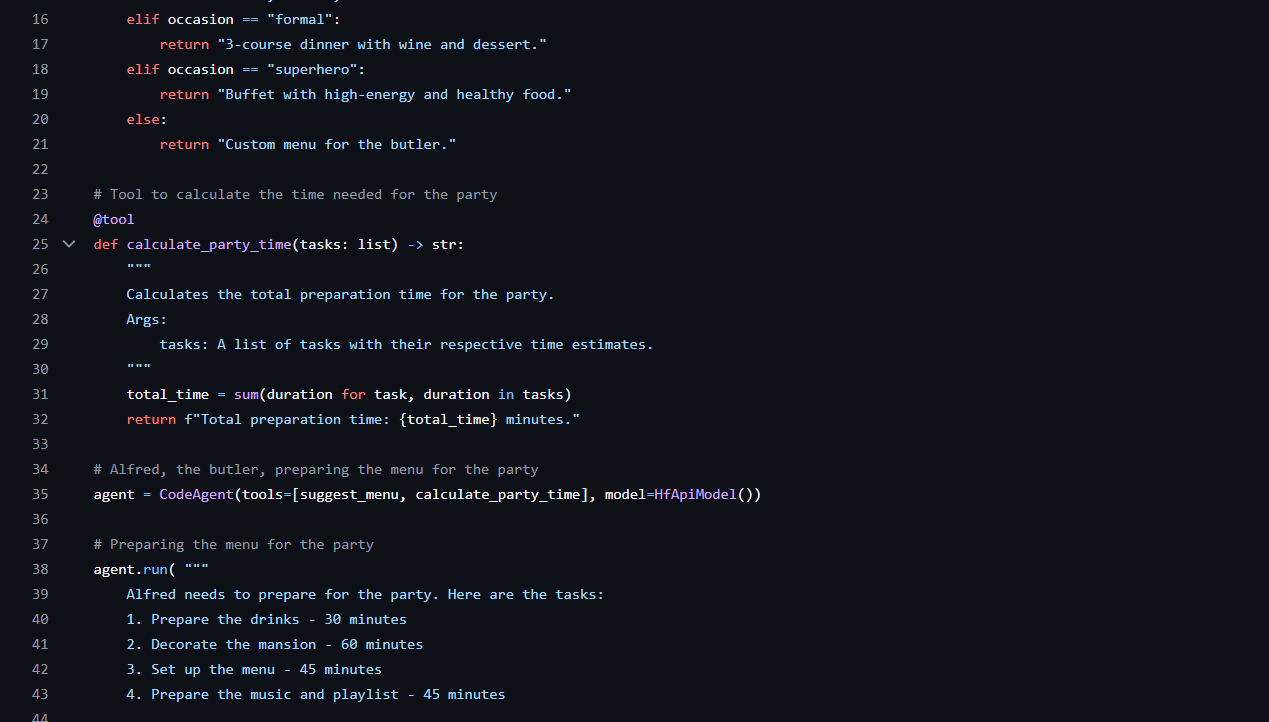 16 elif occasion == "formal":
17 return "3-course dinner with wine and dessert."
18 elif occasion == "superhero":
19 return "Buffet with high-energy and healthy food."
20 else:
21 return "Custom menu for the butler."
22
23 # Tool to calculate the time needed for the party
24 @tool
25 def calculate_party_time(tasks: list) -> str:
26 """
27 Calculates the total preparation time for the party.
28 Args:
29 tasks: A list of tasks with their respective time estimates.
30 """
31 total_time = sum(duration for task, duration in tasks)
32 return f"Total preparation time: {total_time} minutes."
33
34 # Alfred, the butler, preparing the menu for the party
35 agent = CodeAgent(tools=[suggest_menu, calculate_party_time], model=HfApiModel())
36
37 # Preparing the menu for the party
38 agent.run( """
39 Alfred needs to prepare for the party. Here are the tasks:
40 1. Prepare the drinks - 30 minutes
41 2. Decorate the mansion - 60 minutes
42 3. Set up the menu - 45 minutes
43 4. Prepare the music and playlist - 45 minutes
44